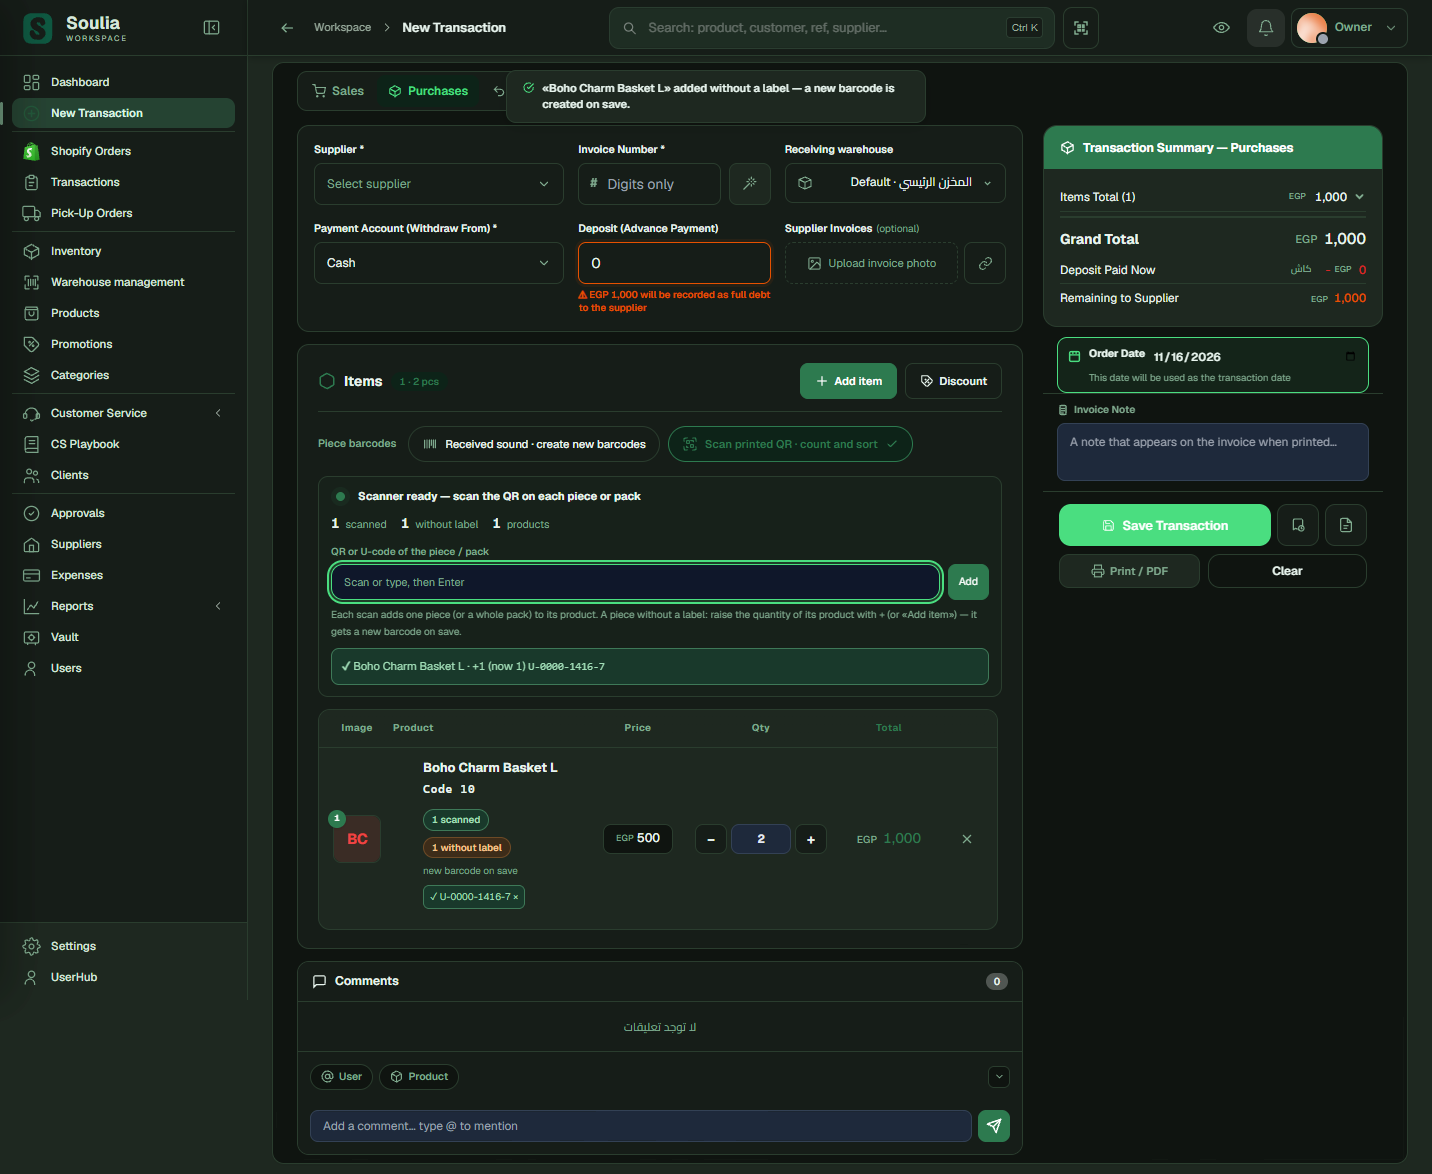 Soulia
WORKSPACE
Workspace > New Transaction
Search: product, customer, ref, supplier...
Ctrl K
Owner
Dashboard
New Transaction
Shopify Orders
Transactions
Pick-Up Orders
Inventory
Warehouse management
Products
Promotions
Categories
Customer Service
CS Playbook
Clients
Approvals
Suppliers
Expenses
Reports
Vault
Users
Settings
UserHub
Sales
Purchases
«Boho Charm Basket L» added without a label — a new barcode is
created on save.
Supplier *
Select supplier
Invoice Number *
# Digits only
Receiving warehouse
Default · المخزن الرئيسي
Payment Account (Withdraw From) *
Cash
Deposit (Advance Payment)
0
⚠ EGP 1,000 will be recorded as full debt
to the supplier
Supplier Invoices (optional)
Upload invoice photo
Items
1 · 2 pcs
+ Add item
Discount
Piece barcodes
Received sound · create new barcodes
Scan printed QR · count and sort ✓
Scanner ready — scan the QR on each piece or pack
1 scanned 1 without label 1 products
QR or U-code of the piece / pack
Scan or type, then Enter
Add
Each scan adds one piece (or a whole pack) to its product. A piece without a label: raise the quantity of its product with + (or «Add item») — it
gets a new barcode on save.
✓ Boho Charm Basket L · +1 (now 1) U-0000-1416-7
Image Product Price Qty Total
1
BC
Boho Charm Basket L
Code 10
1 scanned
1 without label
new barcode on save
✓ U-0000-1416-7 ×
EGP 500
− 2 +
EGP 1,000
×
Comments
0
لا توجد تعليقات
@ User
Product
Add a comment... type @ to mention
Transaction Summary — Purchases
Items Total (1) EGP 1,000
Grand Total EGP 1,000
Deposit Paid Now كاش − EGP 0
Remaining to Supplier EGP 1,000
Order Date 11/16/2026
This date will be used as the transaction date
Invoice Note
A note that appears on the invoice when printed...
Save Transaction
Print / PDF
Clear